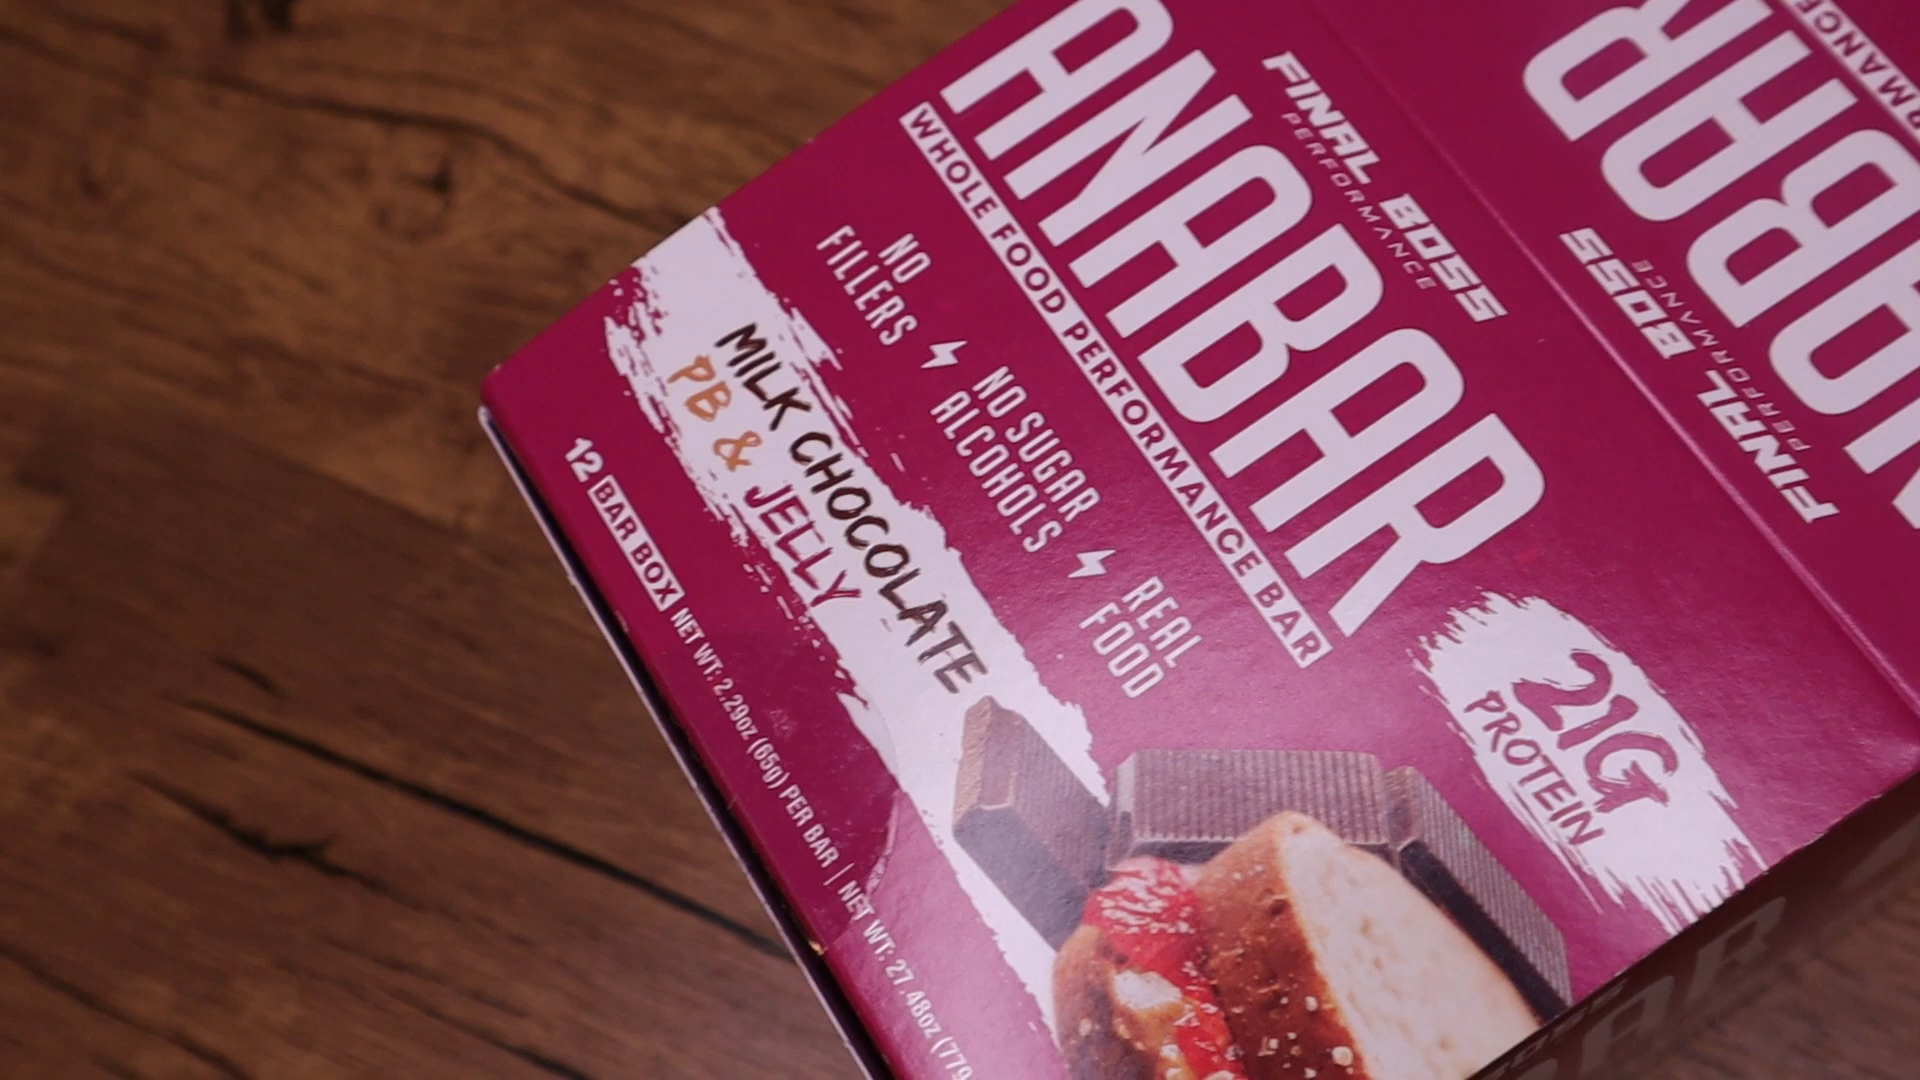 FINAL BOSS
PERFORMANCE
ANABAR
WHOLE FOOD PERFORMANCE BAR
NO
FILLERS
NO SUGAR
ALCOHOLS
REAL
FOOD
MILK CHOCOLATE
PB & JELLY
21G
PROTEIN
12 BAR BOX NET WT: 2.29oz (65g) PER BAR | NET WT: 27.48oz (779
FINAL BOSS
PERFORMANCE